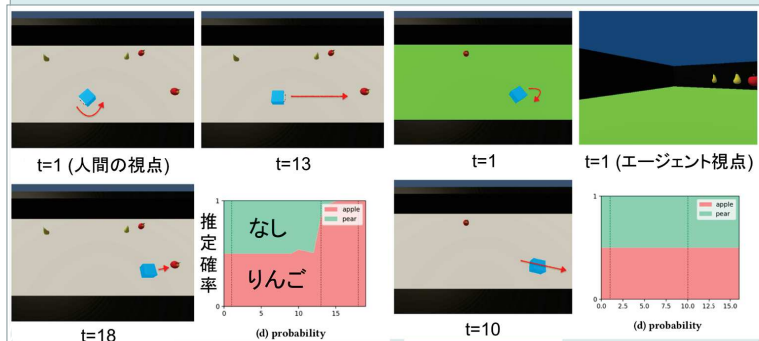 t=1 (人間の視点)
t=13
t=1
t=1 (エージェント視点)
t=18
推定確率
1
0
なし
りんご
apple
pear
0
5
10
15
(d) probability
t=10
1
0
apple
pear
0.0 2.5 5.0 7.5 10.0 12.5 15.0
(d) probability